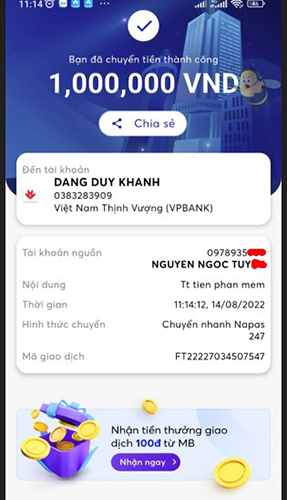 11:14
Bạn đã chuyển tiền thành công
1,000,000 VND
Chia sẻ
Đến tài khoản
DANG DUY KHANH
0383283909
Việt Nam Thịnh Vượng (VPBANK)
Tài khoản nguồn 0978935
NGUYEN NGOC
Nội dung Tt tien phan mem
Thời gian 11:14:12, 14/08/2022
Hình thức chuyển Chuyển nhanh Napas
247
Mã giao dịch FT22227034507547
Nhận tiền thưởng giao
dịch 100đ từ MB
Nhận ngay